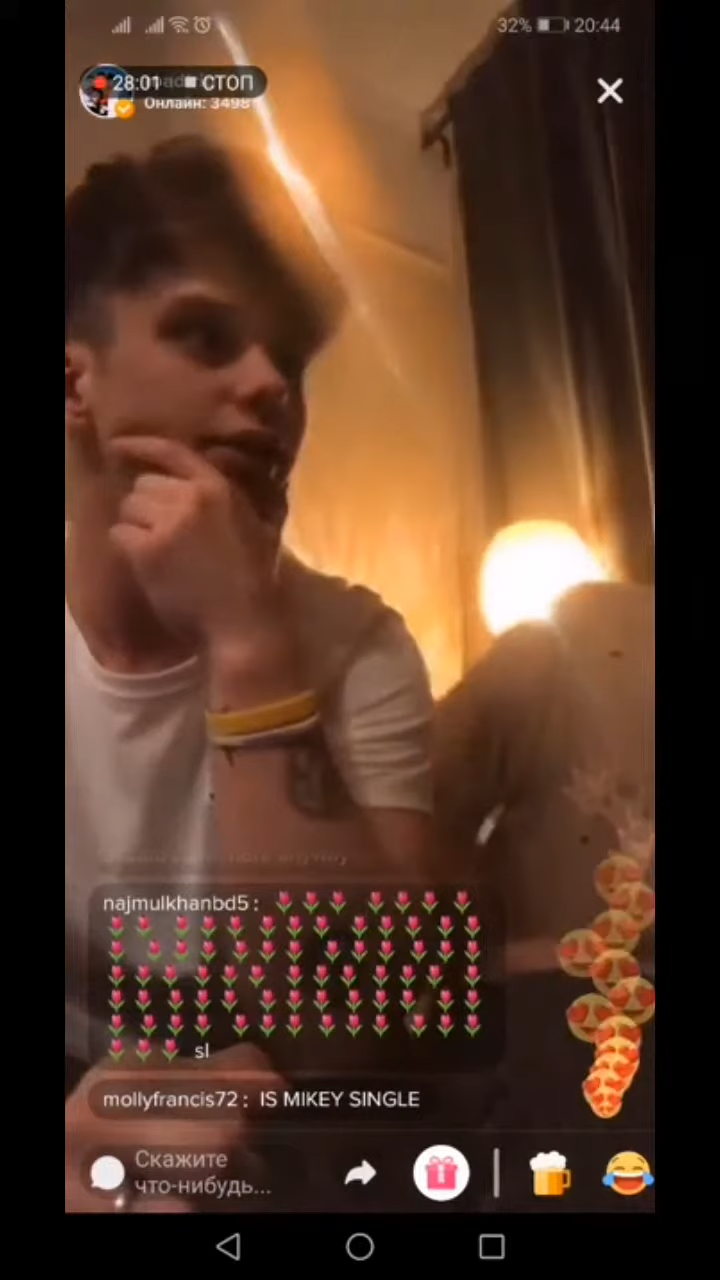 32% 20:44
28:01 СТОП
Онлайн: 3498
najmulkhanbd5 :
sl
mollyfrancis72 : IS MIKEY SINGLE
Скажите
что-нибудь...